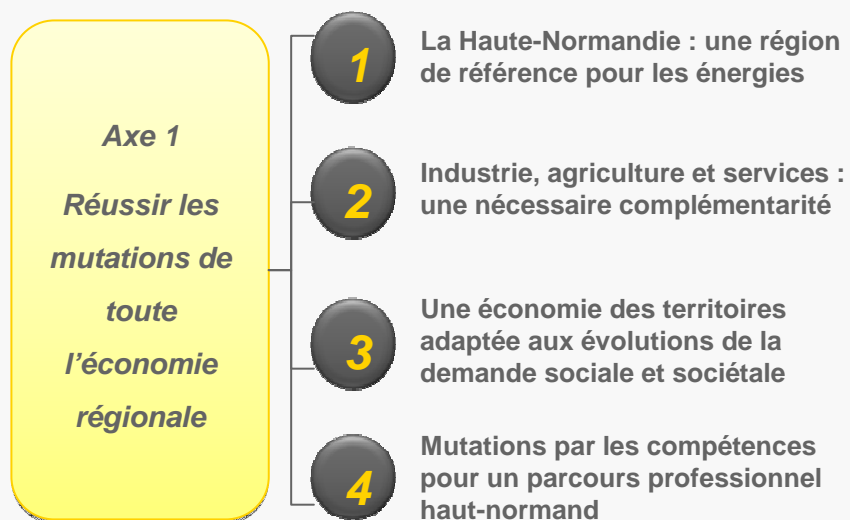 Axe 1
Réussir les
mutations de
toute
l'économie
régionale
1
La Haute-Normandie : une région
de référence pour les énergies
2
Industrie, agriculture et services :
une nécessaire complémentarité
3
Une économie des territoires
adaptée aux évolutions de la
demande sociale et sociétale
4
Mutations par les compétences
pour un parcours professionnel
haut-normand